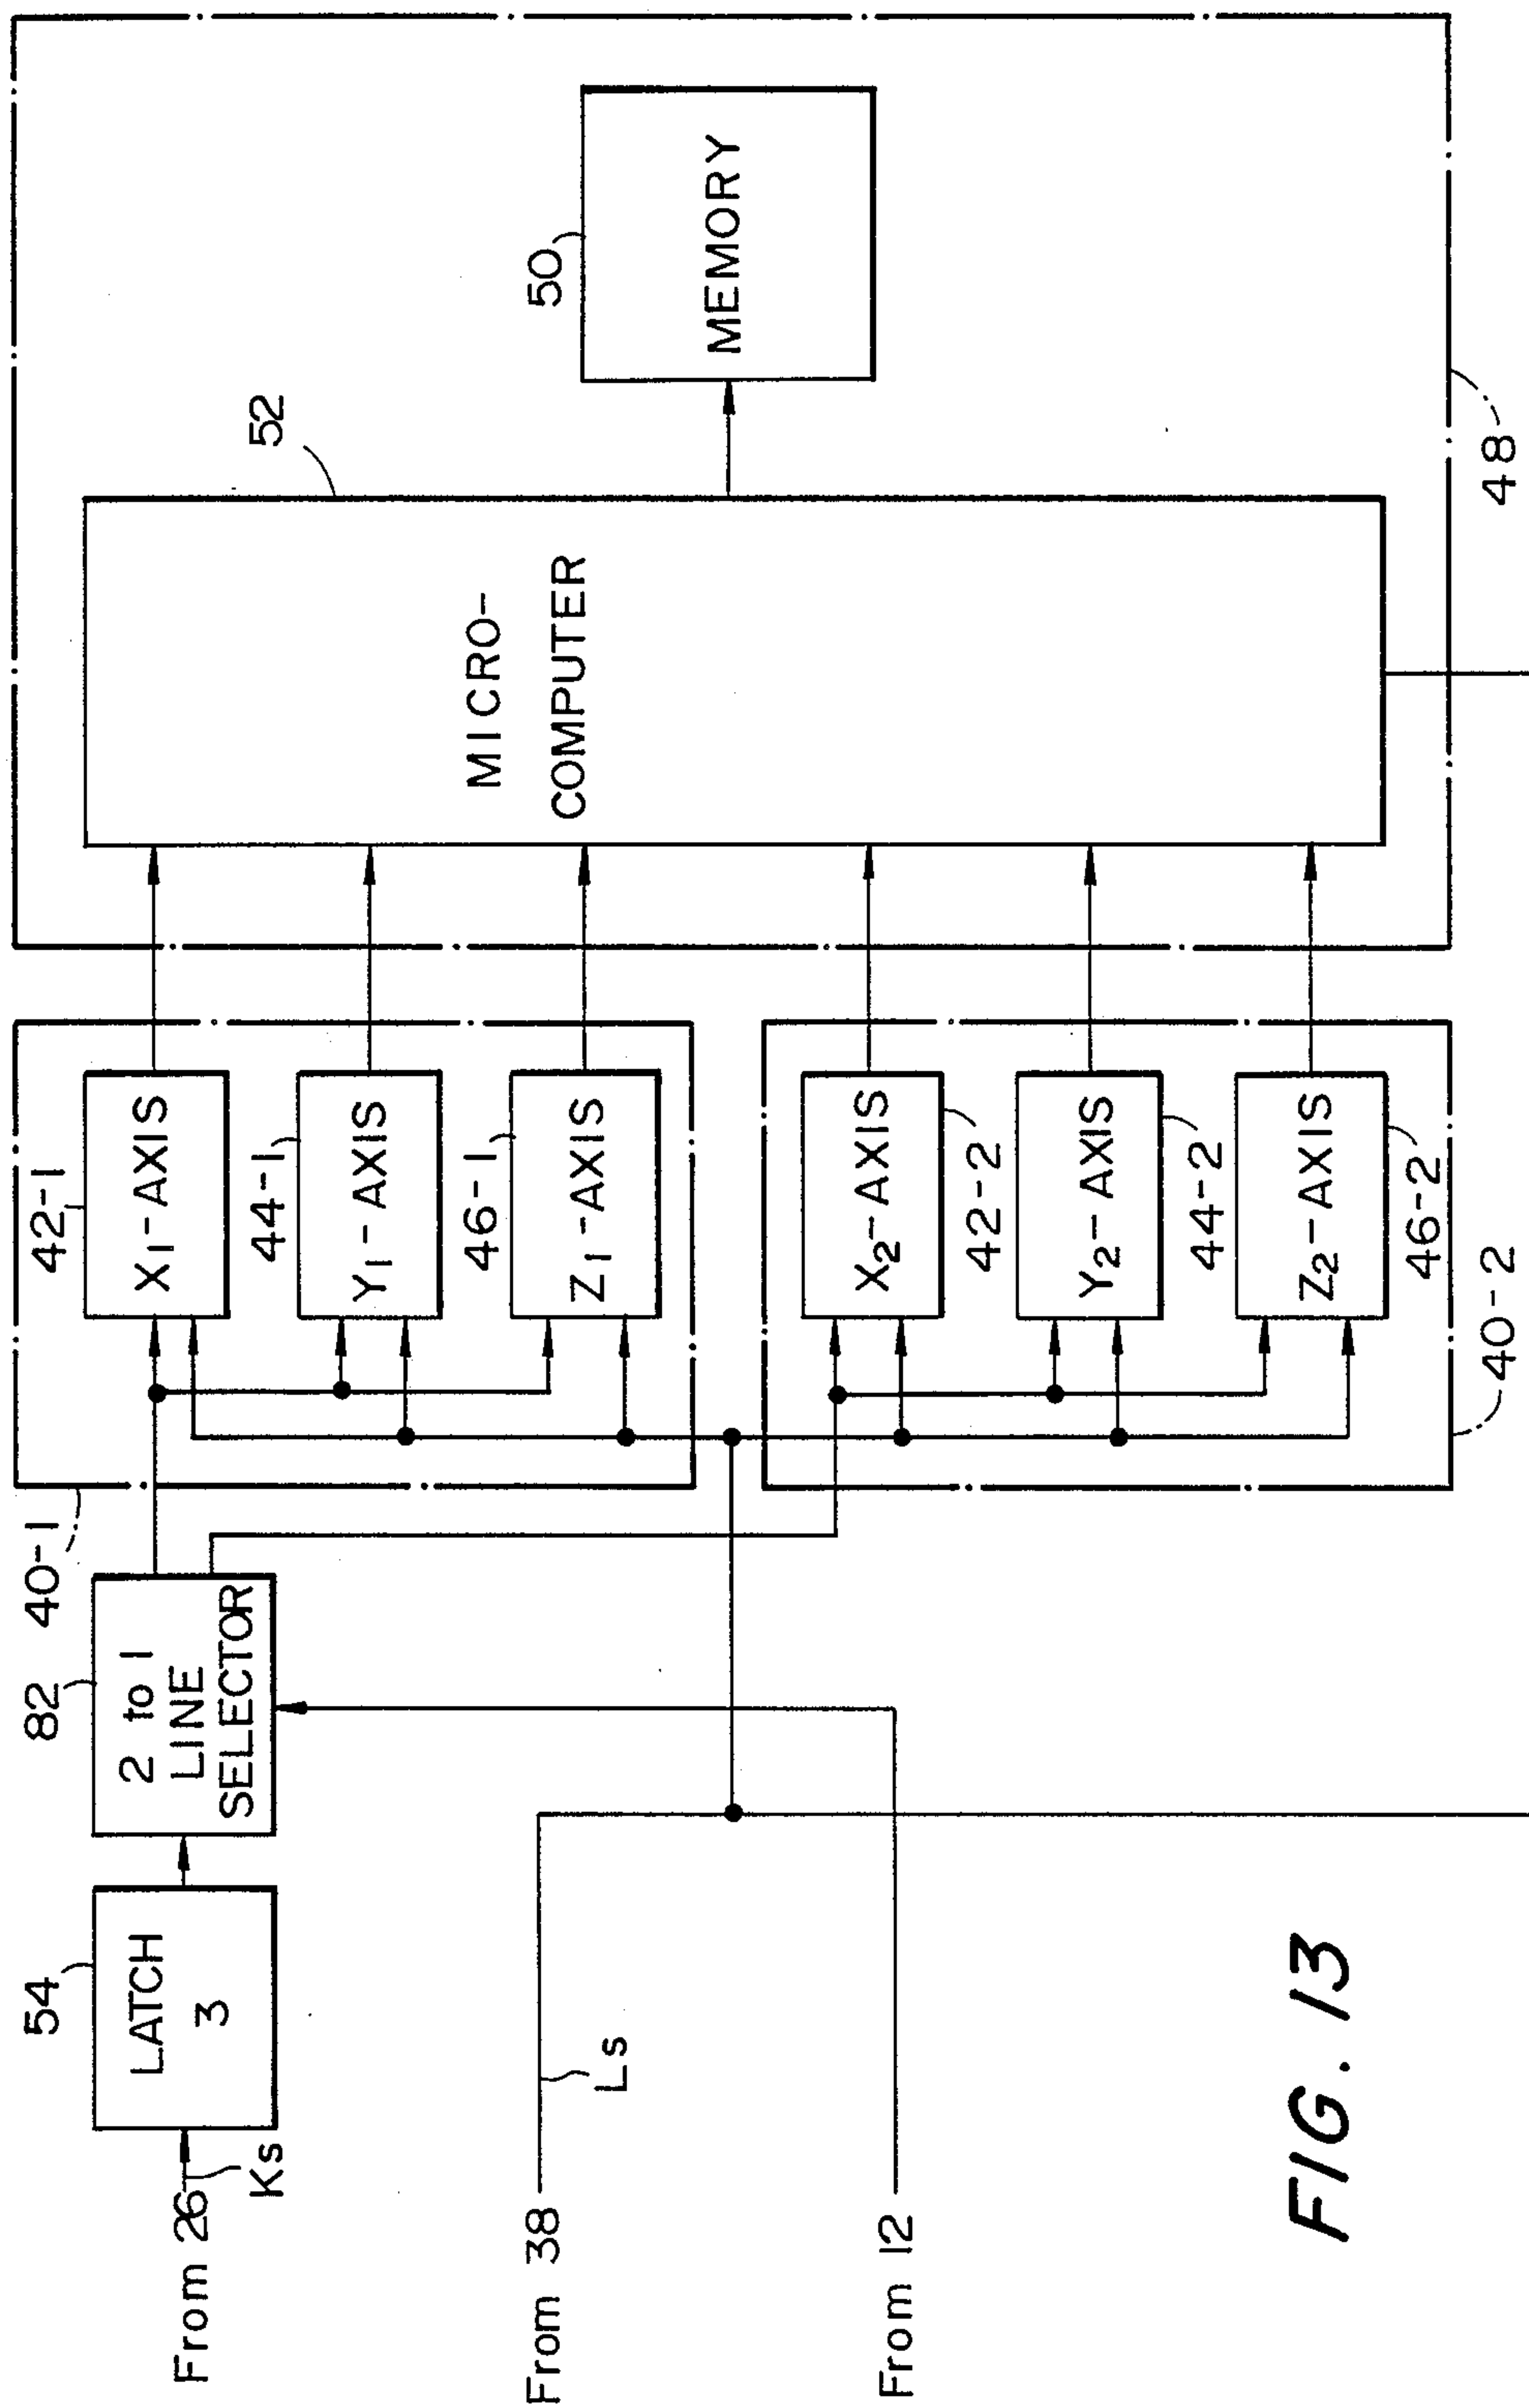 From 26
Ks
54
LATCH
3
82
2 to 1
LINE
SELECTOR
40-1
42-1
X1-AXIS
44-1
Y1-AXIS
46-1
Z1-AXIS
X2-AXIS
42-2
Y2-AXIS
44-2
Z2-AXIS
46-2
40-2
52
MICRO-
COMPUTER
50
MEMORY
48
From 38
Ls
From 12
FIG. 13